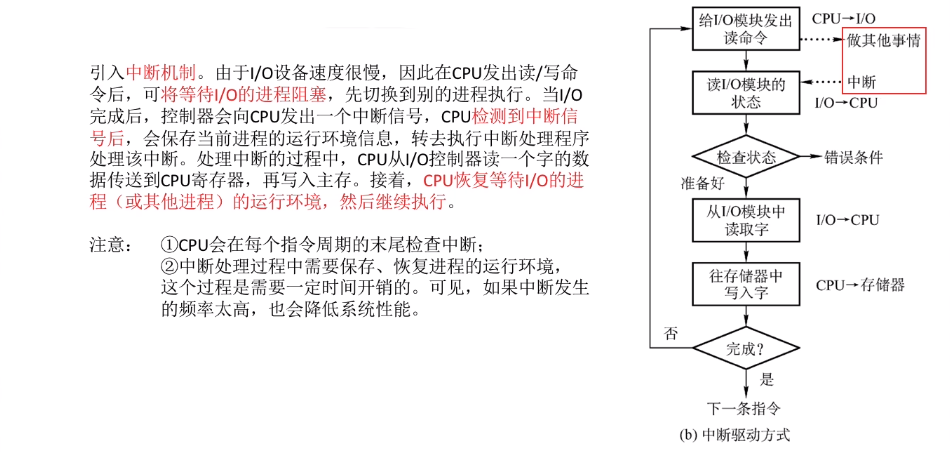 引入中断机制。由于I/O设备速度很慢，因此在CPU发出读/写命
令后，可将等待I/O的进程阻塞，先切换到别的进程执行。当I/O
完成后，控制器会向CPU发出一个中断信号，CPU检测到中断信
号后，会保存当前进程的运行环境信息，转去执行中断处理程序
处理该中断。处理中断的过程中，CPU从I/O控制器读一个字的数
据传送到CPU寄存器，再写入主存。接着，CPU恢复等待I/O的进
程（或其他进程）的运行环境，然后继续执行。
注意： ①CPU会在每个指令周期的末尾检查中断；
②中断处理过程中需要保存、恢复进程的运行环境，
这个过程是需要一定时间开销的。可见，如果中断发生
的频率太高，也会降低系统性能。
给I/O模块发出
读命令
CPU→I/O
做其他事情
读I/O模块的
状态
中断
I/O→CPU
检查状态
错误条件
准备好
从I/O模块中
读取字
I/O→CPU
往存储器中
写入字
CPU→存储器
否
完成？
是
下一条指令
(b) 中断驱动方式